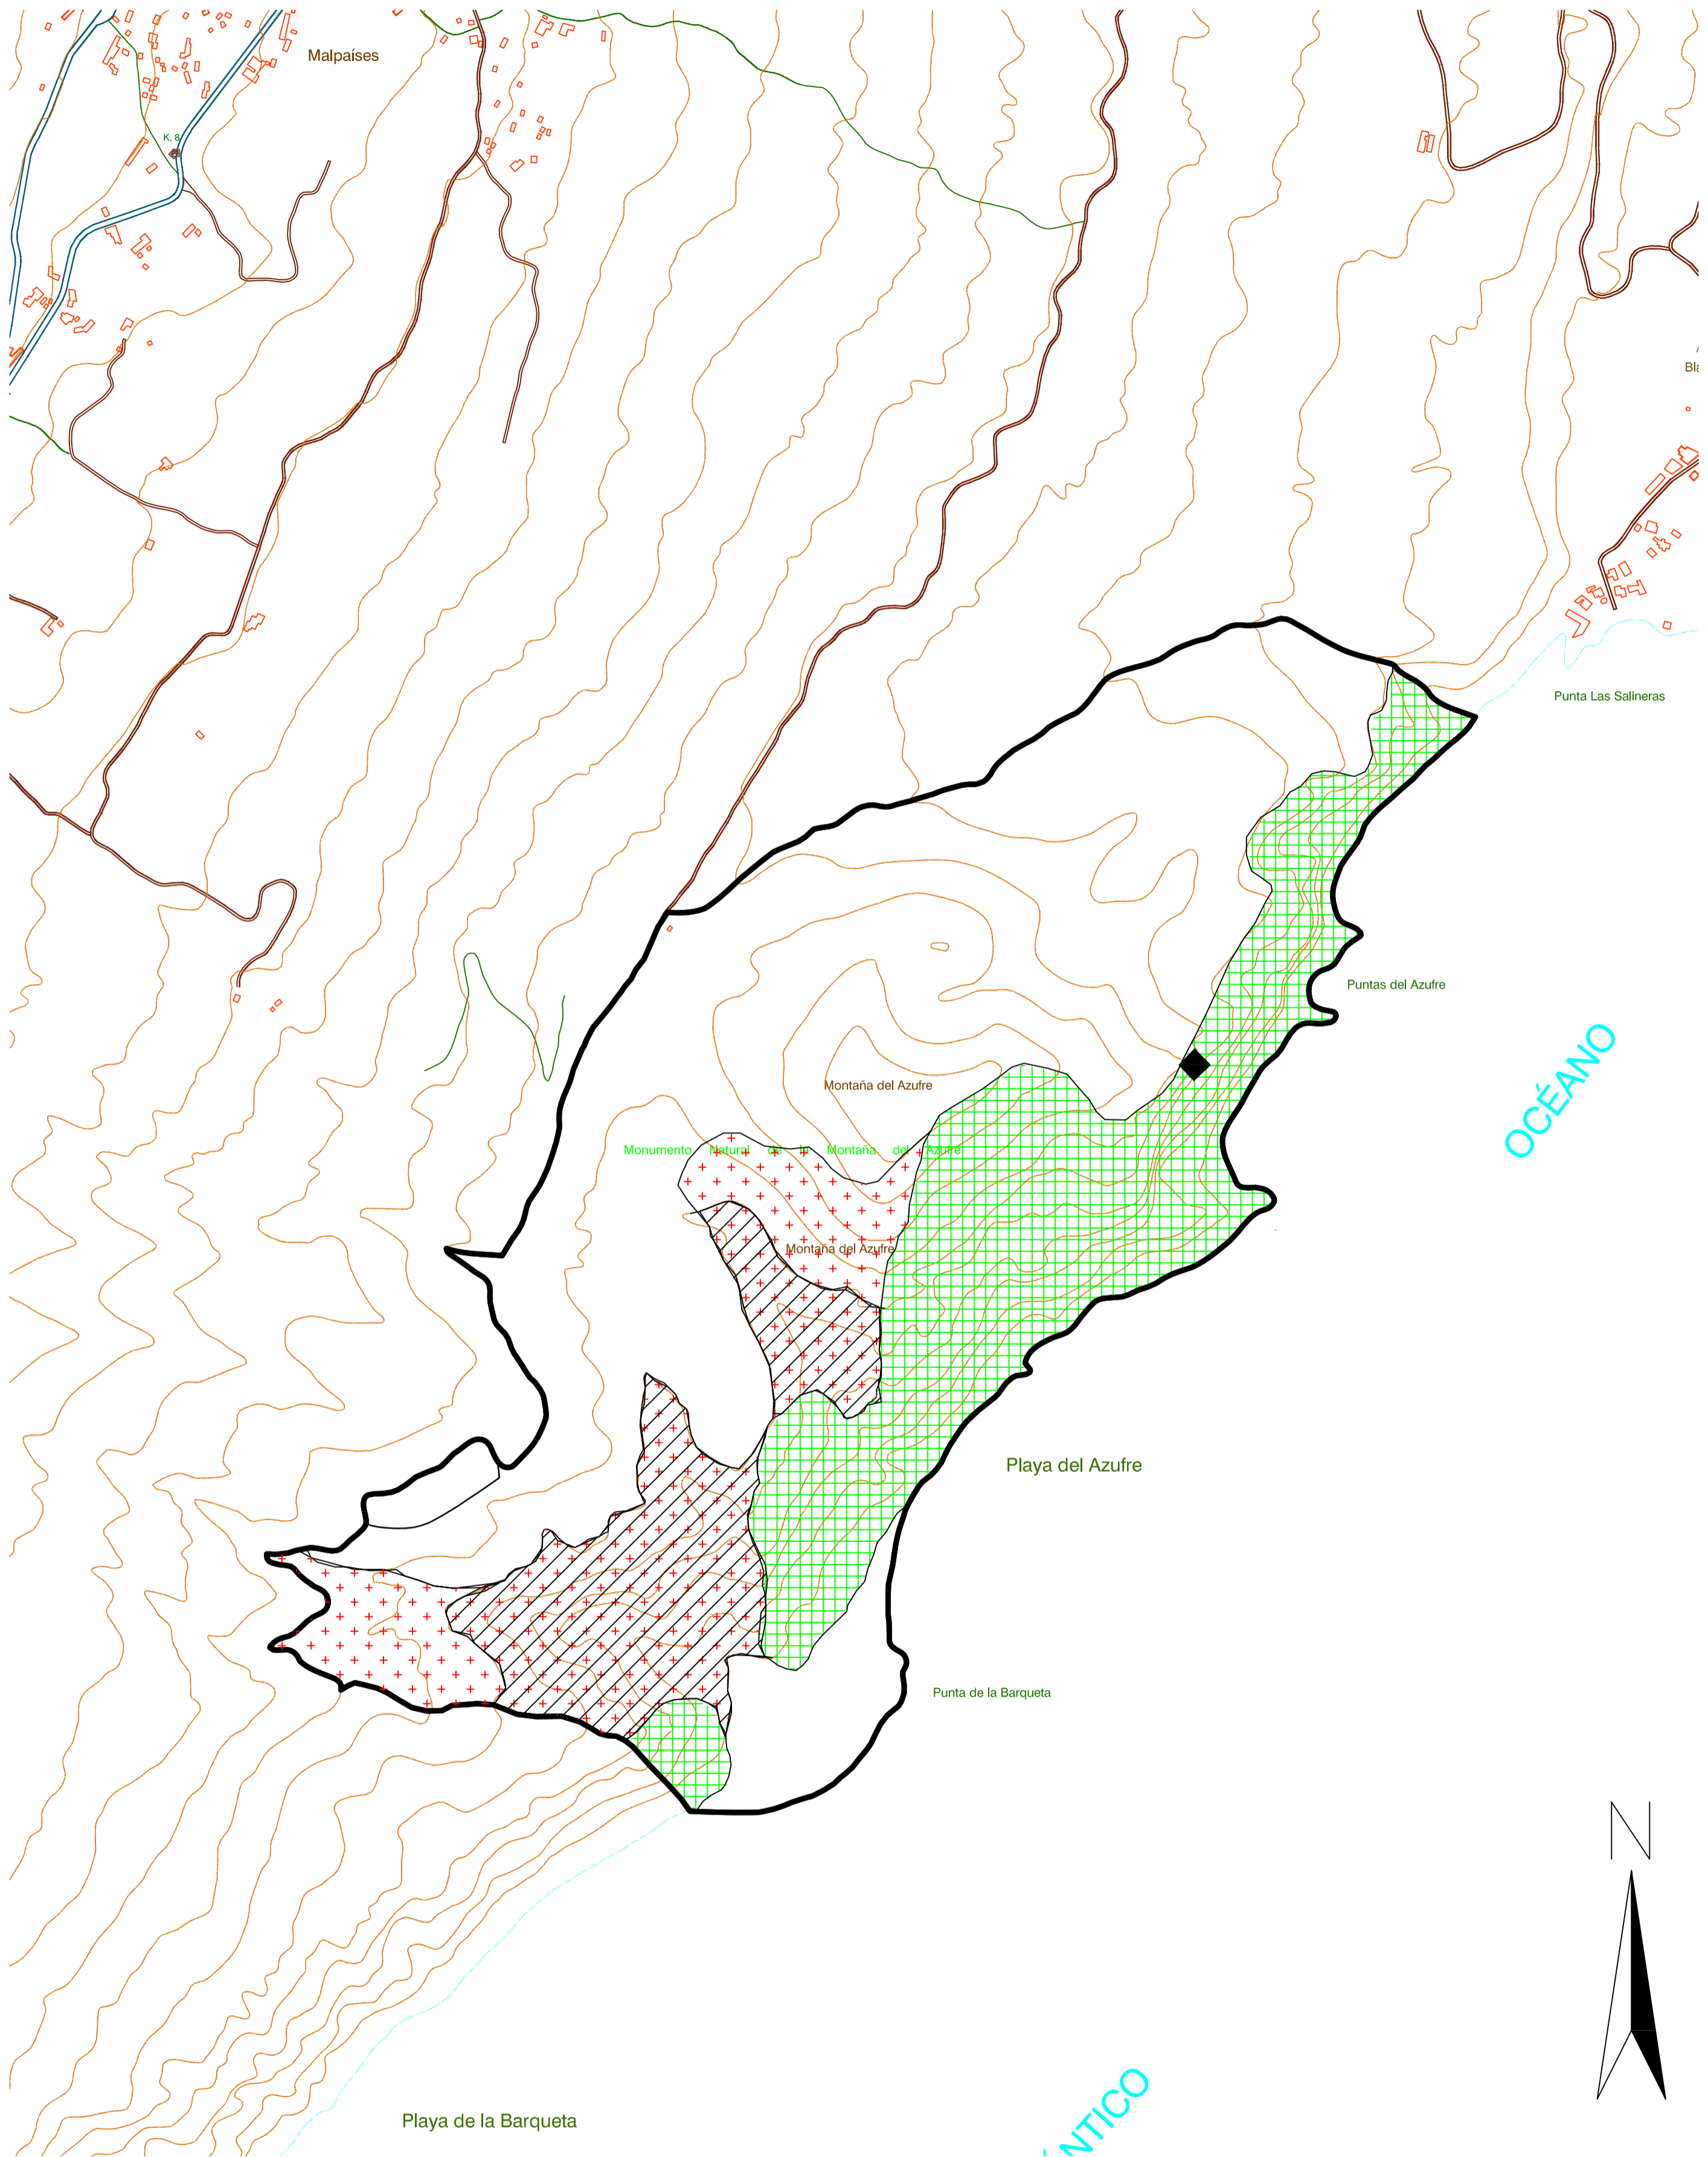 Malpaíses
K. 8
Punta Las Salineras
Puntas del Azufre
OCÉANO
Montaña del Azufre
Monumento Natural de la Montaña del Azufre
Montaña del Azufre
Playa del Azufre
Punta de la Barqueta
N
Playa de la Barqueta
ÁNTICO